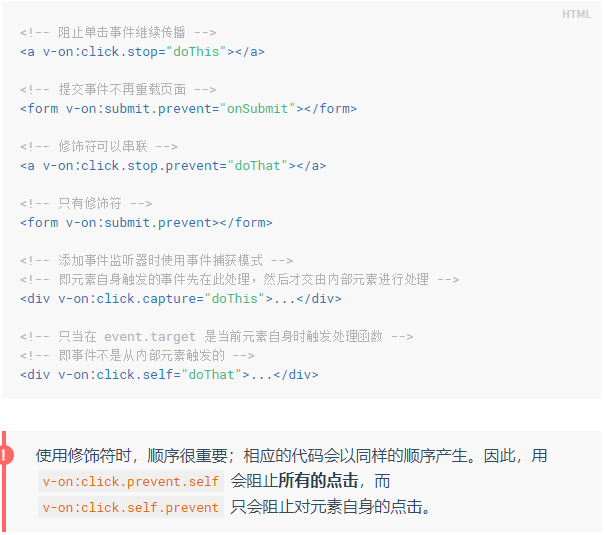 HTML
<!-- 阻止单击事件继续传播 -->
<a v-on:click.stop="doThis"></a>
<!-- 提交事件不再重载页面 -->
<form v-on:submit.prevent="onSubmit"></form>
<!-- 修饰符可以串联 -->
<a v-on:click.stop.prevent="doThat"></a>
<!-- 只有修饰符 -->
<form v-on:submit.prevent></form>
<!-- 添加事件监听器时使用事件捕获模式 -->
<!-- 即元素自身触发的事件先在此处理，然后才交由内部元素进行处理 -->
<div v-on:click.capture="doThis">...</div>
<!-- 只当在 event.target 是当前元素自身时触发处理函数 -->
<!-- 即事件不是从内部元素触发的 -->
<div v-on:click.self="doThat">...</div>
!
使用修饰符时，顺序很重要；相应的代码会以同样的顺序产生。因此，用
v-on:click.prevent.self 会阻止所有的点击，而
v-on:click.self.prevent 只会阻止对元素自身的点击。